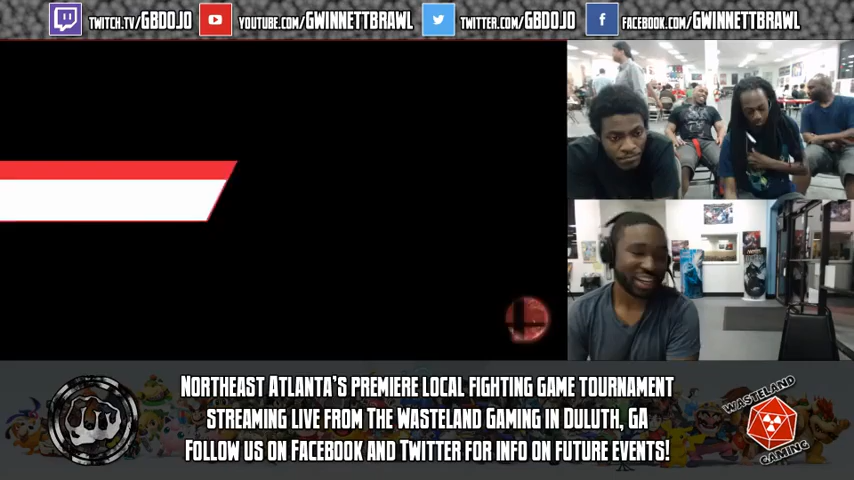 TWITCH.TV/GBDOJO
YOUTUBE.COM/GWINNETTBRAWL
TWITTER.COM/GBDOJO
FACEBOOK.COM/GWINNETTBRAWL
NORTHEAST ATLANTA'S PREMIERE LOCAL FIGHTING GAME TOURNAMENT
STREAMING LIVE FROM THE WASTELAND GAMING IN DULUTH, GA
FOLLOW US ON FACEBOOK AND TWITTER FOR INFO ON FUTURE EVENTS!
WASTELAND
GAMING